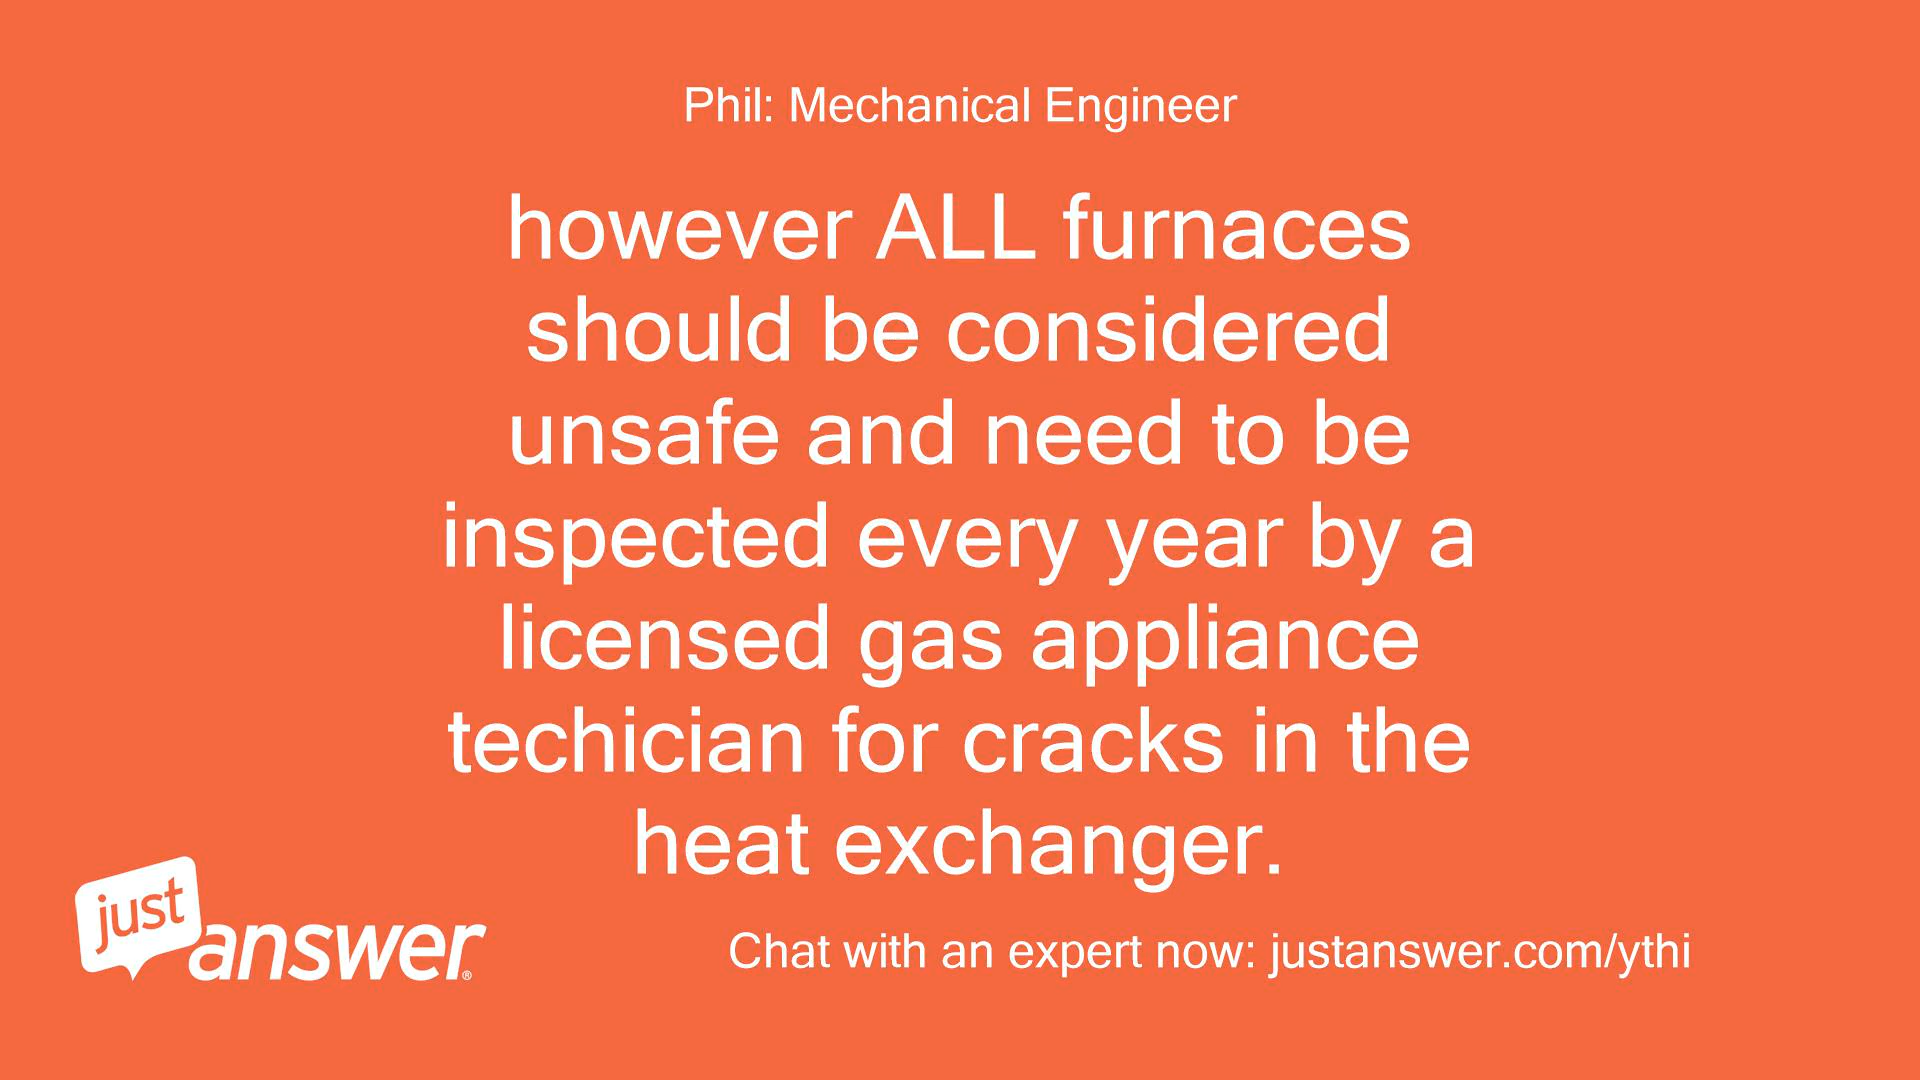 Phil: Mechanical Engineer
however ALL furnaces
should be considered
unsafe and need to be
inspected every year by a
licensed gas appliance
techician for cracks in the
heat exchanger.
just
answer®
Chat with an expert now: justanswer.com/ythi